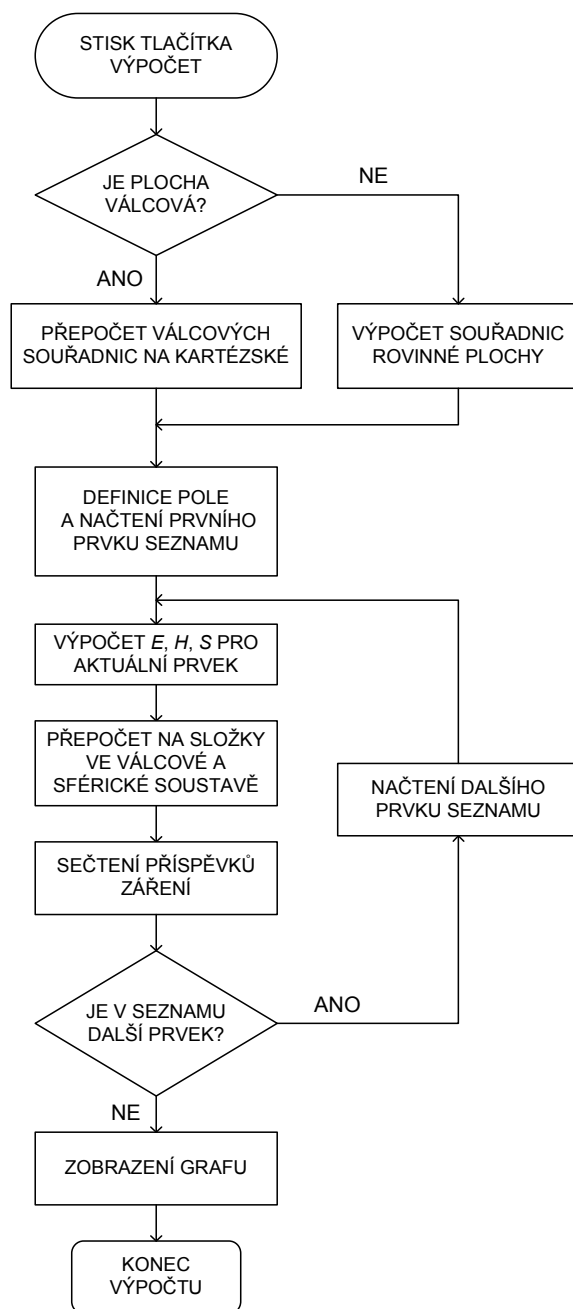 STISK TLAČÍTKA
VÝPOČET
JE PLOCHA
VÁLCOVÁ?
NE
ANO
PŘEPOČET VÁLCOVÝCH
SOUŘADNIC NA KARTÉZSKÉ
VÝPOČET SOUŘADNIC
ROVINNÉ PLOCHY
DEFINICE POLE
A NAČTENÍ PRVNÍHO
PRVKU SEZNAMU
VÝPOČET E, H, S PRO
AKTUÁLNÍ PRVEK
PŘEPOČET NA SLOŽKY
VE VÁLCOVÉ A
SFÉRICKÉ SOUSTAVĚ
NAČTENÍ DALŠÍHO
PRVKU SEZNAMU
SEČTENÍ PŘÍSPĚVKŮ
ZÁŘENÍ
JE V SEZNAMU
DALŠÍ PRVEK?
ANO
NE
ZOBRAZENÍ GRAFU
KONEC
VÝPOČTU